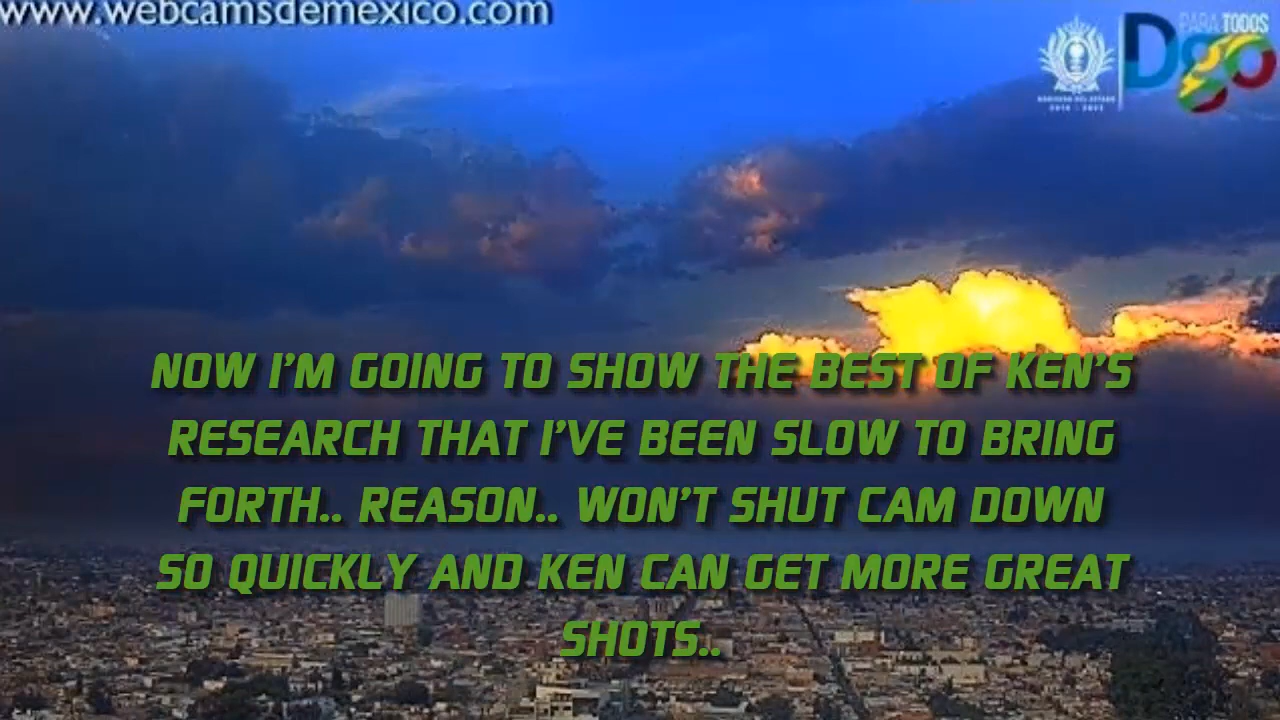 www.webcamsdemexico.com
PARA TODOS
Dgo
NOW I'M GOING TO SHOW THE BEST OF KEN'S
RESEARCH THAT I'VE BEEN SLOW TO BRING
FORTH.. REASON.. WON'T SHUT CAM DOWN
SO QUICKLY AND KEN CAN GET MORE GREAT
SHOTS..